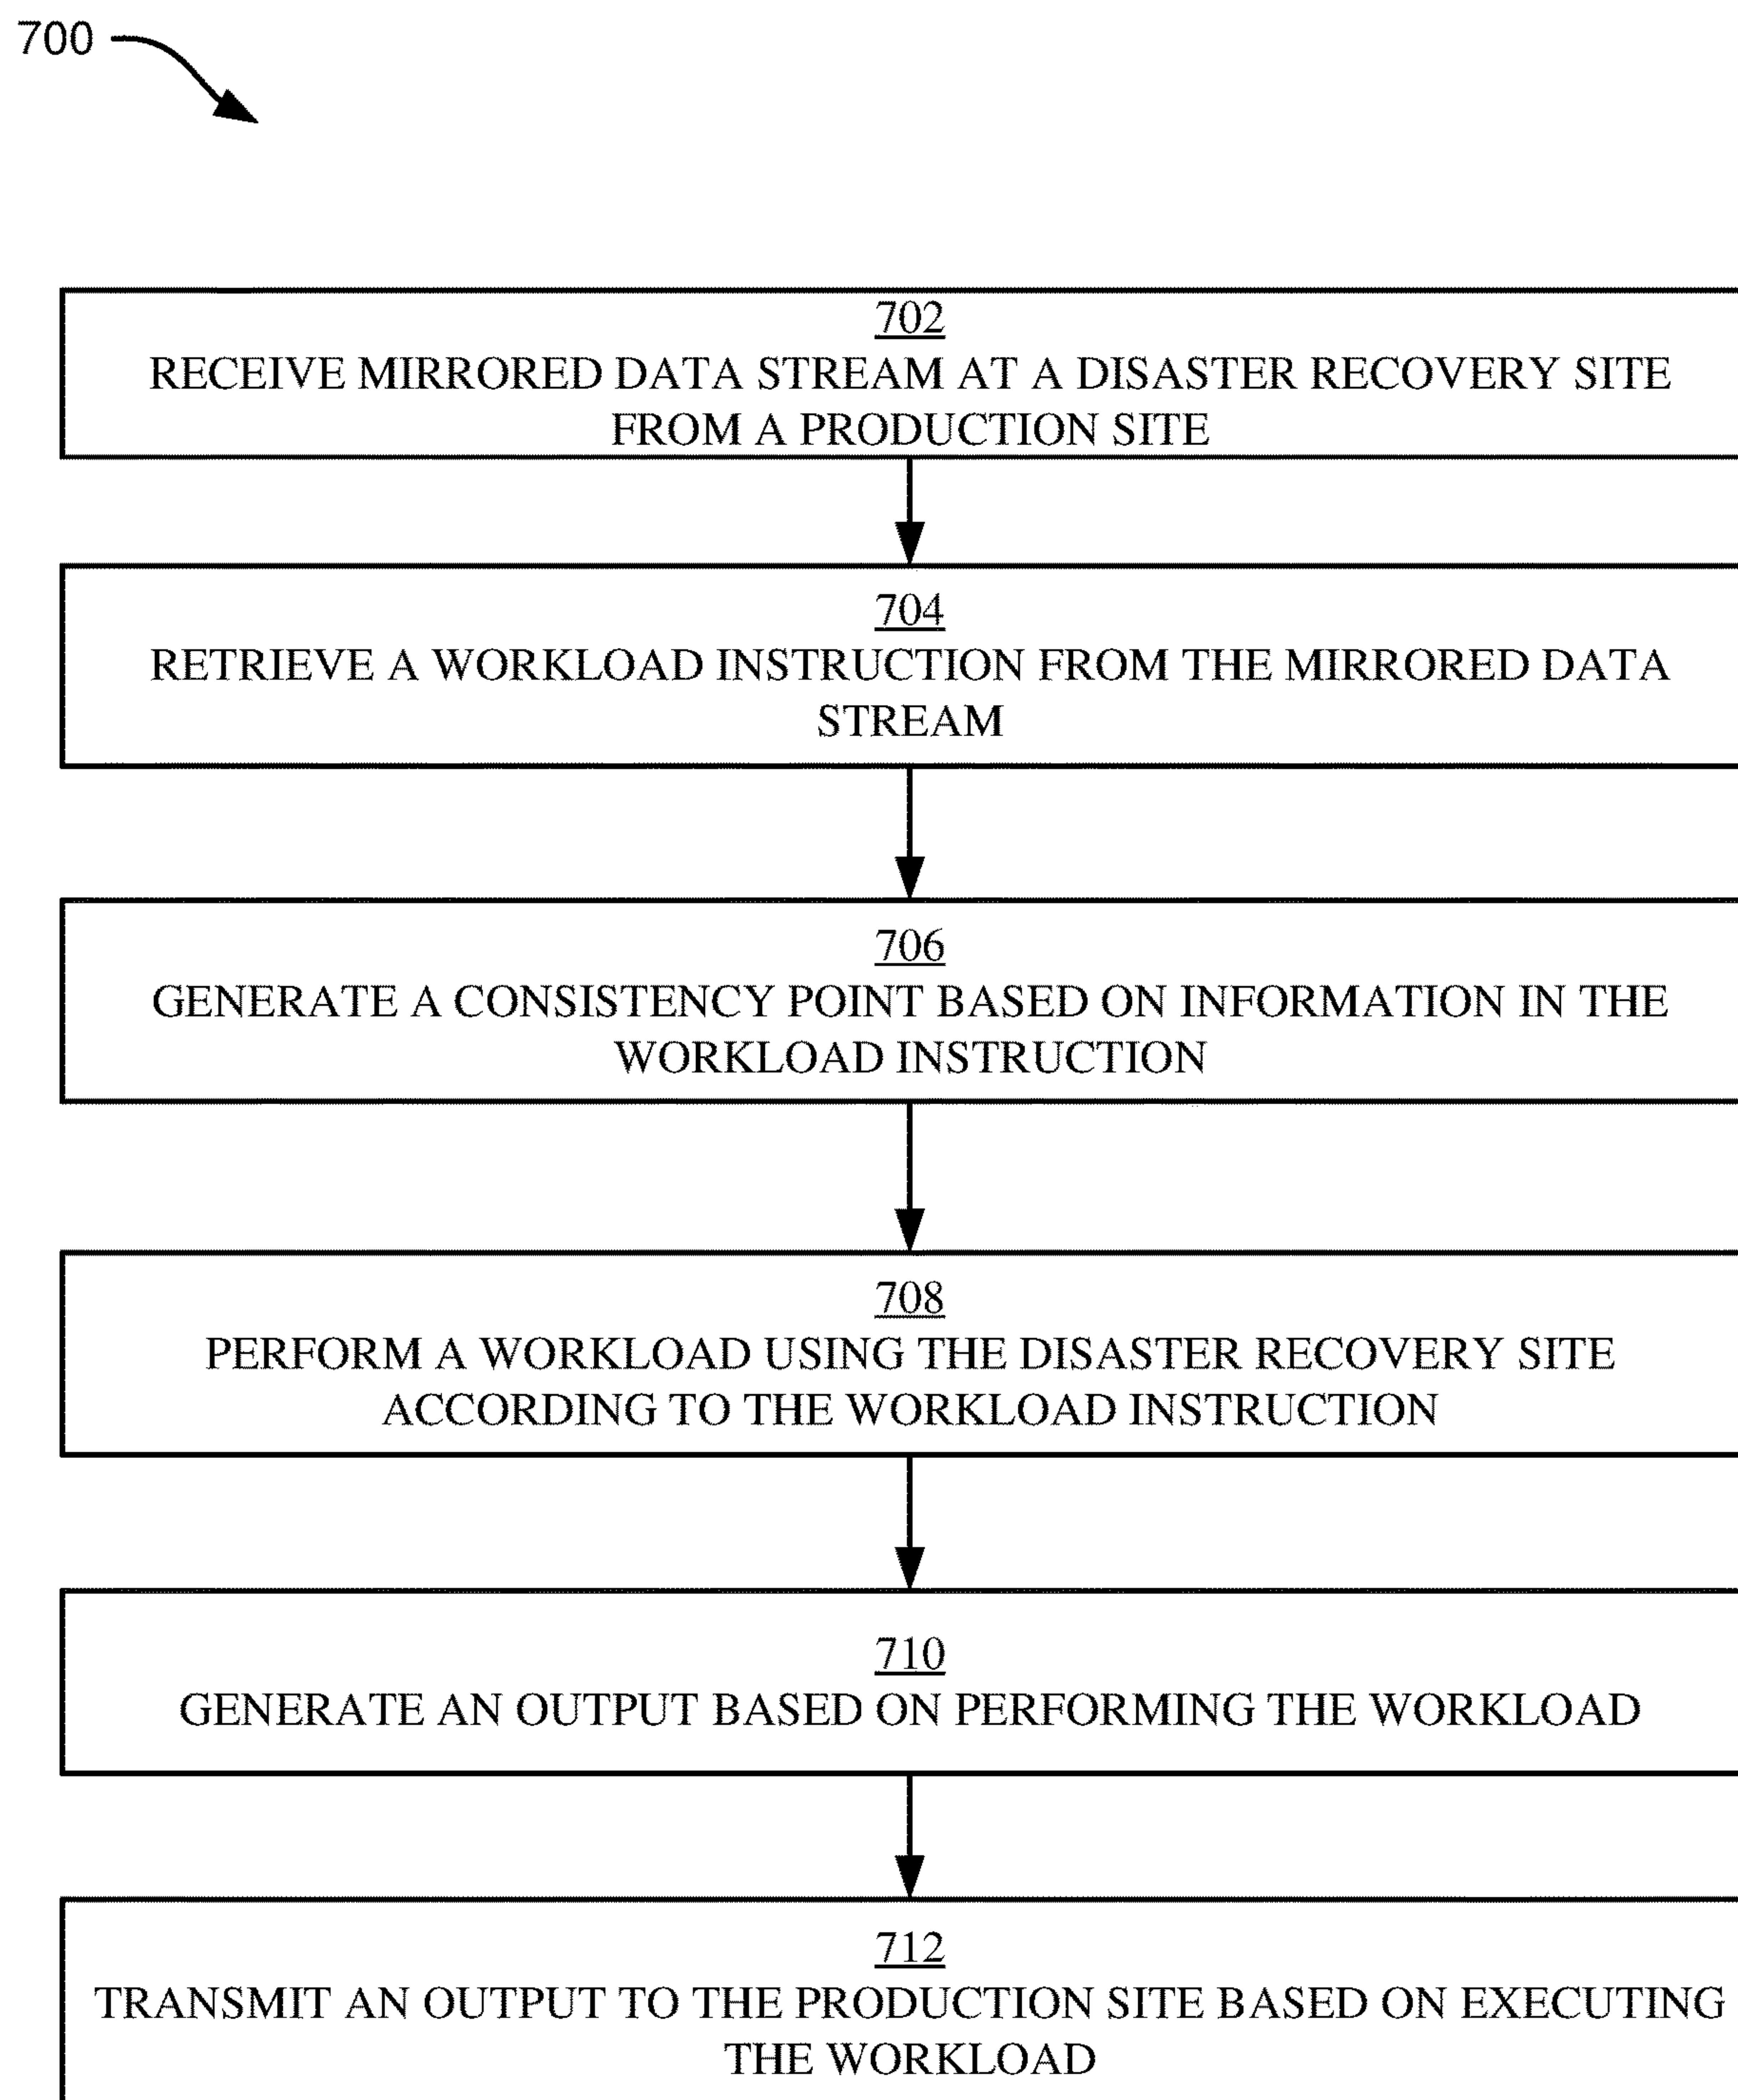 700
702
RECEIVE MIRRORED DATA STREAM AT A DISASTER RECOVERY SITE
FROM A PRODUCTION SITE
704
RETRIEVE A WORKLOAD INSTRUCTION FROM THE MIRRORED DATA
STREAM
706
GENERATE A CONSISTENCY POINT BASED ON INFORMATION IN THE
WORKLOAD INSTRUCTION
708
PERFORM A WORKLOAD USING THE DISASTER RECOVERY SITE
ACCORDING TO THE WORKLOAD INSTRUCTION
710
GENERATE AN OUTPUT BASED ON PERFORMING THE WORKLOAD
712
TRANSMIT AN OUTPUT TO THE PRODUCTION SITE BASED ON EXECUTING
THE WORKLOAD